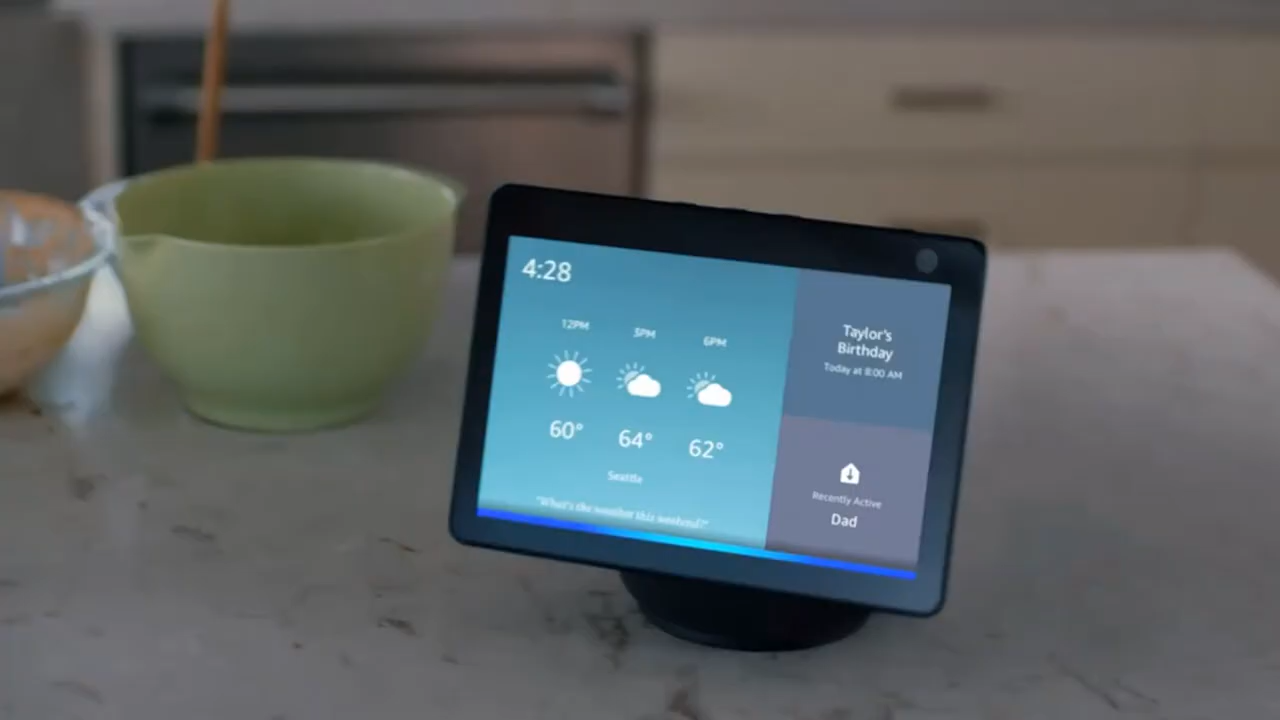 4:28
12PM 3PM 6PM
60° 64° 62°
Seattle
"What's the weather this weekend?"
Taylor's
Birthday
Today at 8:00 AM
Recently Active
Dad